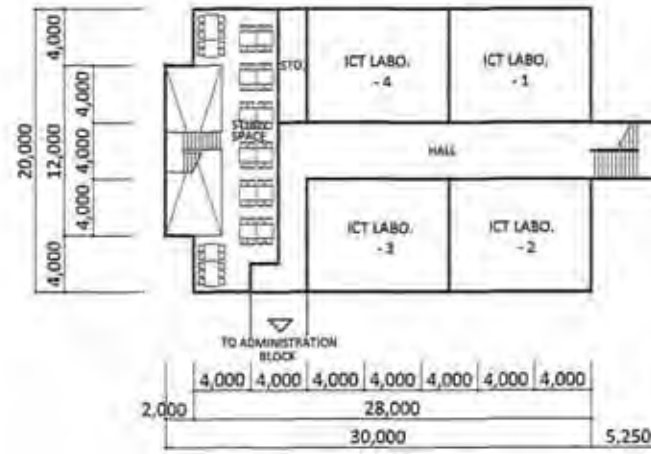 4,000
4,000
20,000
12,000
4,000
4,000
4,000
STO.
ICT LABO.
- 4
ICT LABO.
- 1
STUDY
SPACE
HALL
ICT LABO.
- 3
ICT LABO.
- 2
TO ADMINISTRATION
BLOCK
4,000 4,000 4,000 4,000 4,000 4,000 4,000
2,000 28,000
30,000 5,250